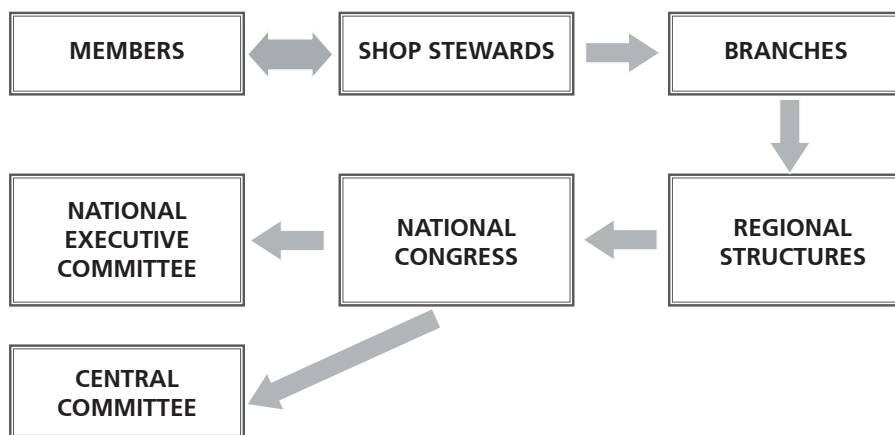 MEMBERS
SHOP STEWARDS
BRANCHES
NATIONAL
EXECUTIVE
COMMITTEE
NATIONAL
CONGRESS
REGIONAL
STRUCTURES
CENTRAL
COMMITTEE